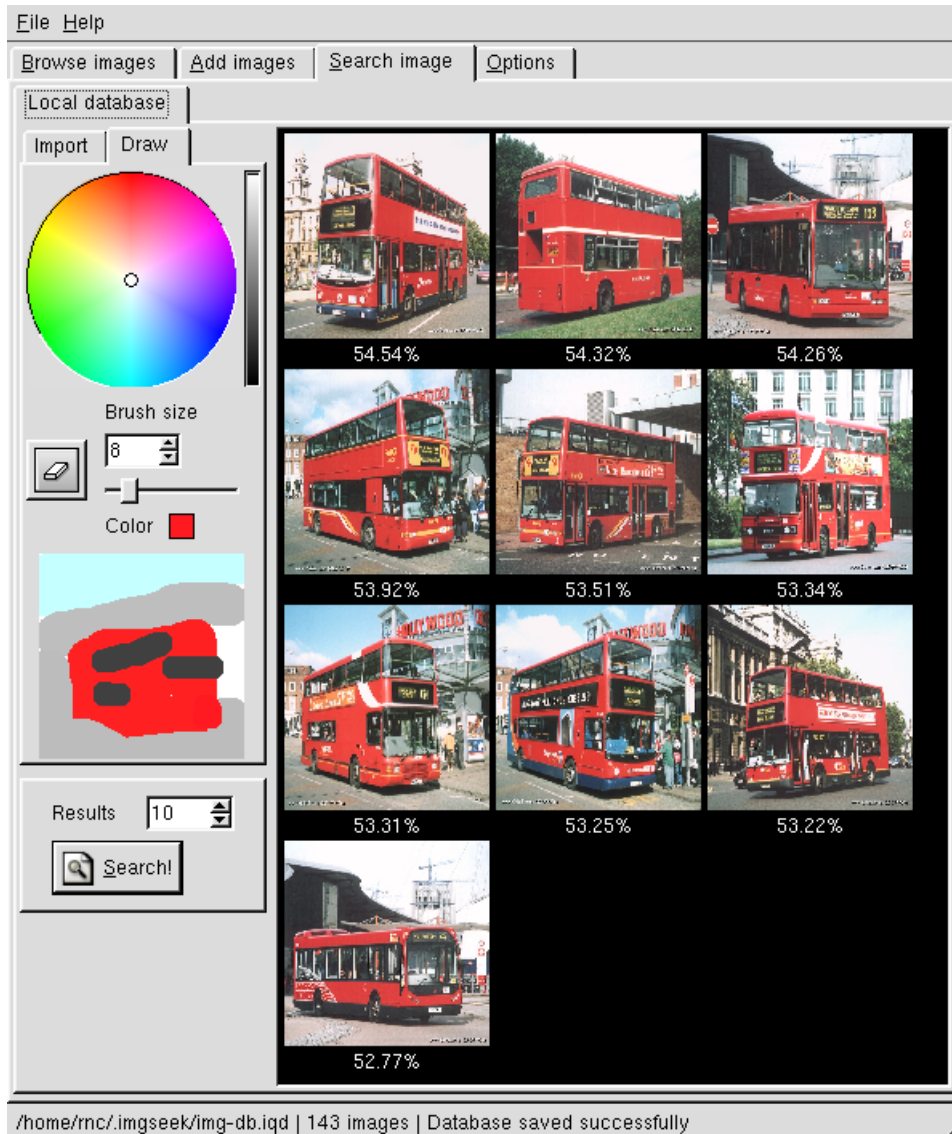 File Help
Browse images Add images Search image Options
Local database
Import Draw
Brush size
8
Color
Results 10
Search!
54.54% 54.32% 54.26%
53.92% 53.51% 53.34%
53.31% 53.25% 53.22%
52.77%
/home/rnc/.imgseek/img-db.iqd | 143 images | Database saved successfully